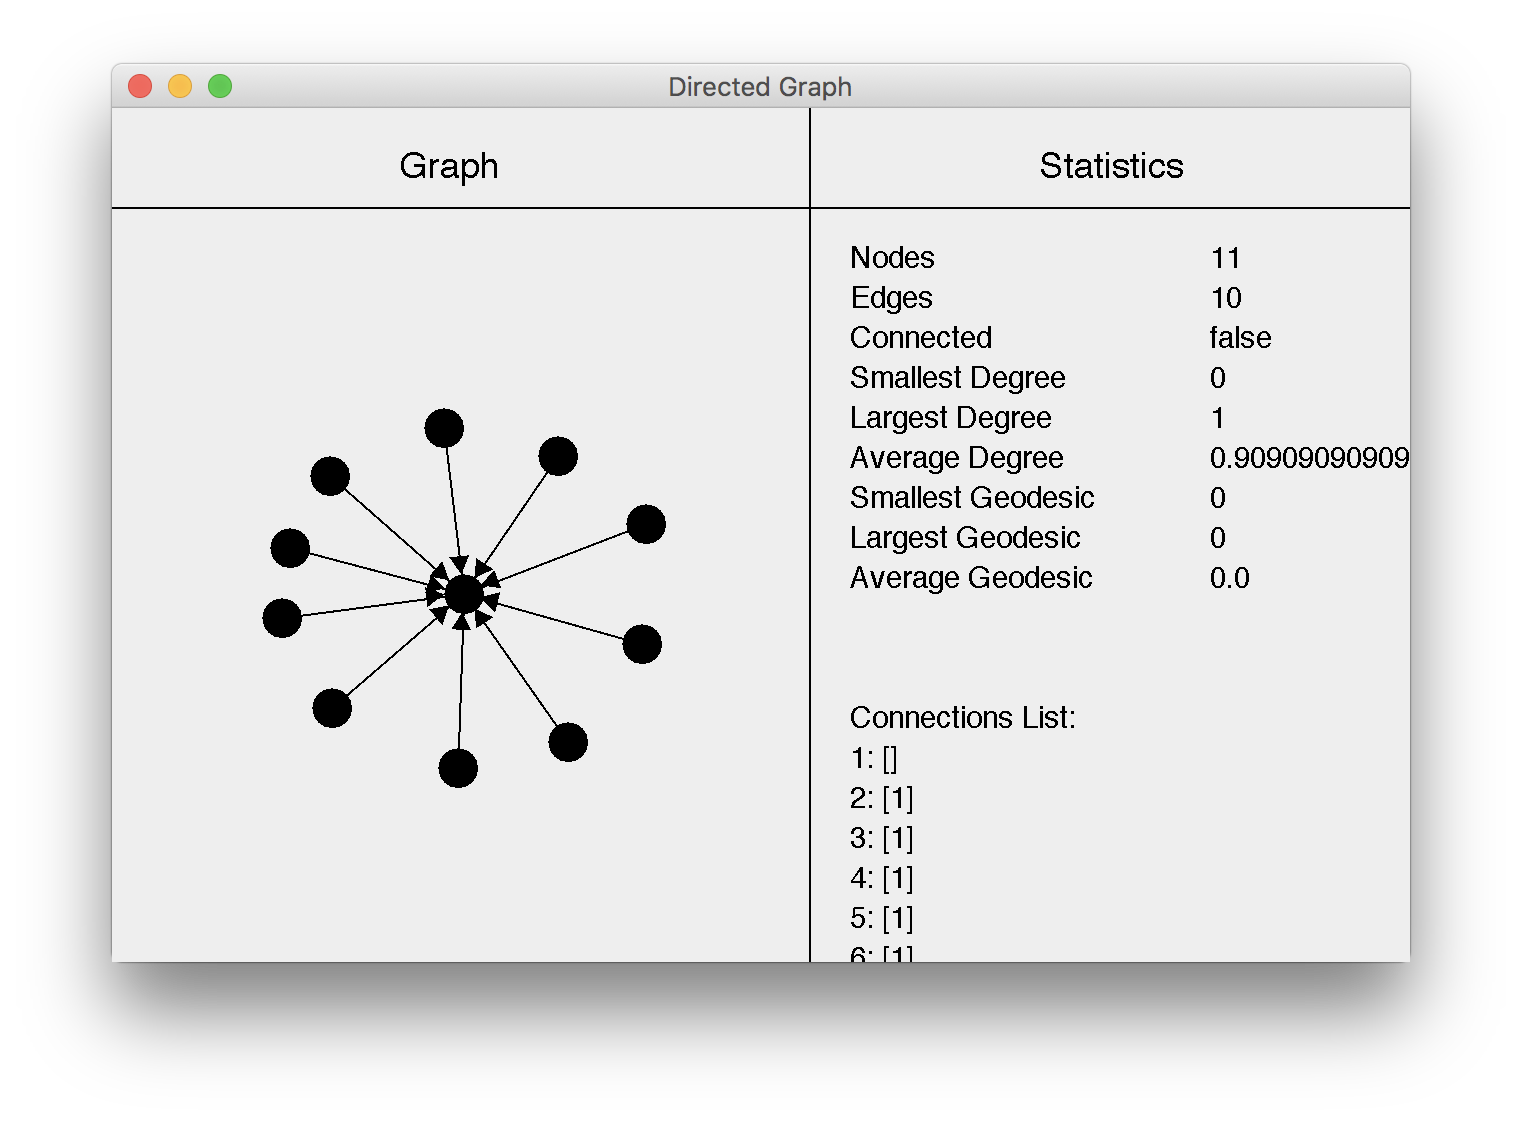 Directed Graph
Graph
Statistics
Nodes 11
Edges 10
Connected false
Smallest Degree 0
Largest Degree 1
Average Degree 0.90909090909
Smallest Geodesic 0
Largest Geodesic 0
Average Geodesic 0.0
Connections List:
1: []
2: [1]
3: [1]
4: [1]
5: [1]
6: [1]